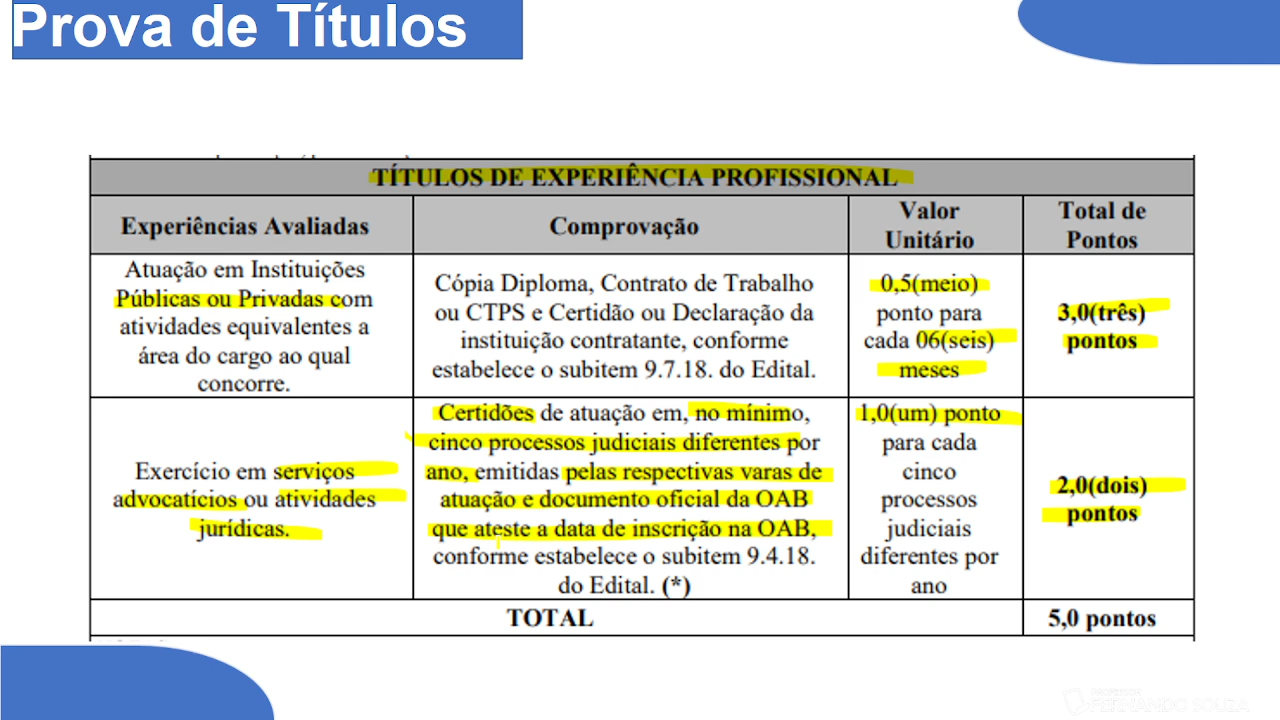 Prova de Títulos
TÍTULOS DE EXPERIÊNCIA PROFISSIONAL
Experiências Avaliadas
Comprovação
Valor
Unitário
Total de
Pontos
Atuação em Instituições
Públicas ou Privadas com
atividades equivalentes a
área do cargo ao qual
concorre.
Cópia Diploma, Contrato de Trabalho
ou CTPS e Certidão ou Declaração da
instituição contratante, conforme
estabelece o subitem 9.7.18. do Edital.
0,5(meio)
ponto para
cada 06(seis)
meses
3,0(três)
pontos
Exercício em serviços
advocatícios ou atividades
jurídicas.
Certidões de atuação em, no mínimo,
cinco processos judiciais diferentes por
ano, emitidas pelas respectivas varas de
atuação e documento oficial da OAB
que ateste a data de inscrição na OAB,
conforme estabelece o subitem 9.4.18.
do Edital. (*)
1,0(um) ponto
para cada
cinco
processos
judiciais
diferentes por
ano
2,0(dois)
pontos
TOTAL
5,0 pontos
PROFESSOR
FERNANDO SOUZA